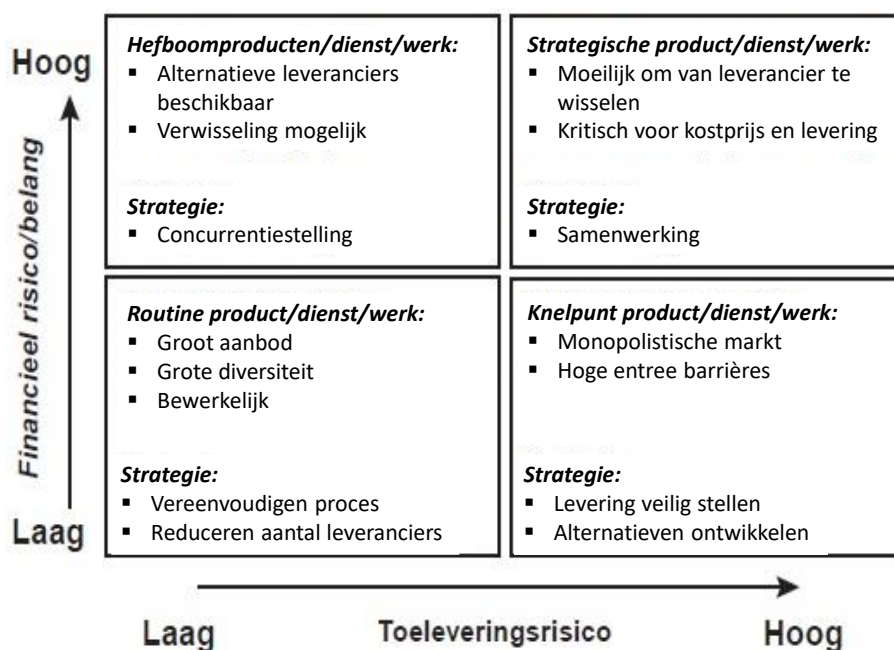 Hoog
Financieel risico/belang
Laag
Hefboomproducten/dienst/werk:
▪ Alternatieve leveranciers
beschikbaar
▪ Verwisseling mogelijk
Strategie:
▪ Concurrentiestelling
Strategische product/dienst/werk:
▪ Moeilijk om van leverancier te
wisselen
▪ Kritisch voor kostprijs en levering
Strategie:
▪ Samenwerking
Routine product/dienst/werk:
▪ Groot aanbod
▪ Grote diversiteit
▪ Bewerkelijk
Strategie:
▪ Vereenvoudigen proces
▪ Reduceren aantal leveranciers
Knelpunt product/dienst/werk:
▪ Monopolistische markt
▪ Hoge entree barrières
Strategie:
▪ Levering veilig stellen
▪ Alternatieven ontwikkelen
Laag
Toeleveringsrisico
Hoog